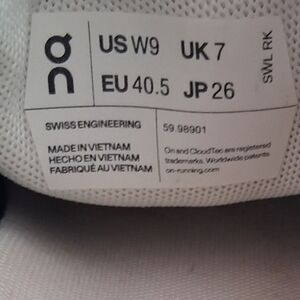 on
US W9 UK 7
EU 40.5 JP 26
SWL RK
SWISS ENGINEERING
59.98901
MADE IN VIETNAM
HECHO EN VIETNAM
FABRIQUÉ AU VIETNAM
On and CloudTec are registered
trademarks. Worldwide patents
on-running.com